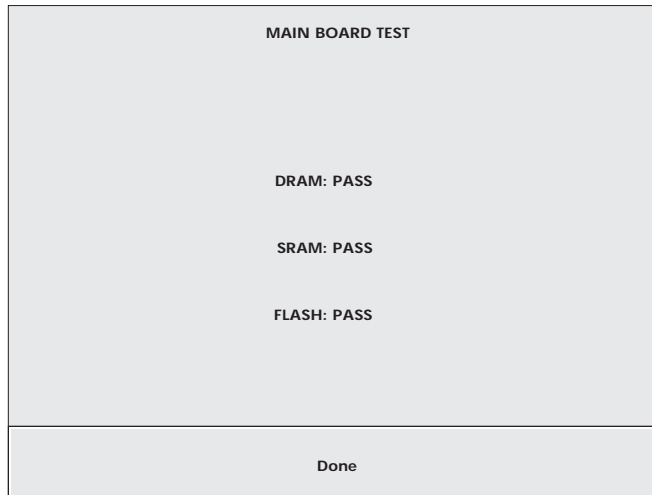 MAIN BOARD TEST
DRAM: PASS
SRAM: PASS
FLASH: PASS
Done